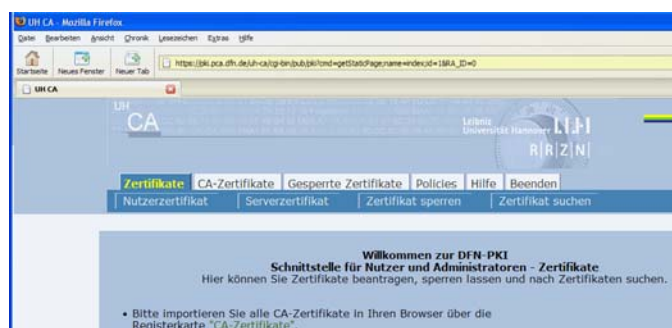 UH CA - Mozilla Firefox
Datei Bearbeiten Ansicht Chronik Lesezeichen Extras Hilfe
Startseite Neues Fenster Neuer Tab https://pki.pca.dfn.de/uh-ca/cgi-bin/pub/pki?cmd=getStaticPage;name=index;id=1&RA_ID=0
UH CA
UH
CA
Leibniz
Universität Hannover
R|R|Z|N|
Zertifikate CA-Zertifikate Gesperrte Zertifikate Policies Hilfe Beenden
Nutzerzertifikat Serverzertifikat Zertifikat sperren Zertifikat suchen
Willkommen zur DFN-PKI
Schnittstelle für Nutzer und Administratoren - Zertifikate
Hier können Sie Zertifikate beantragen, sperren lassen und nach Zertifikaten suchen.
• Bitte importieren Sie alle CA-Zertifikate in Ihren Browser über die
Registerkarte "CA-Zertifikate".